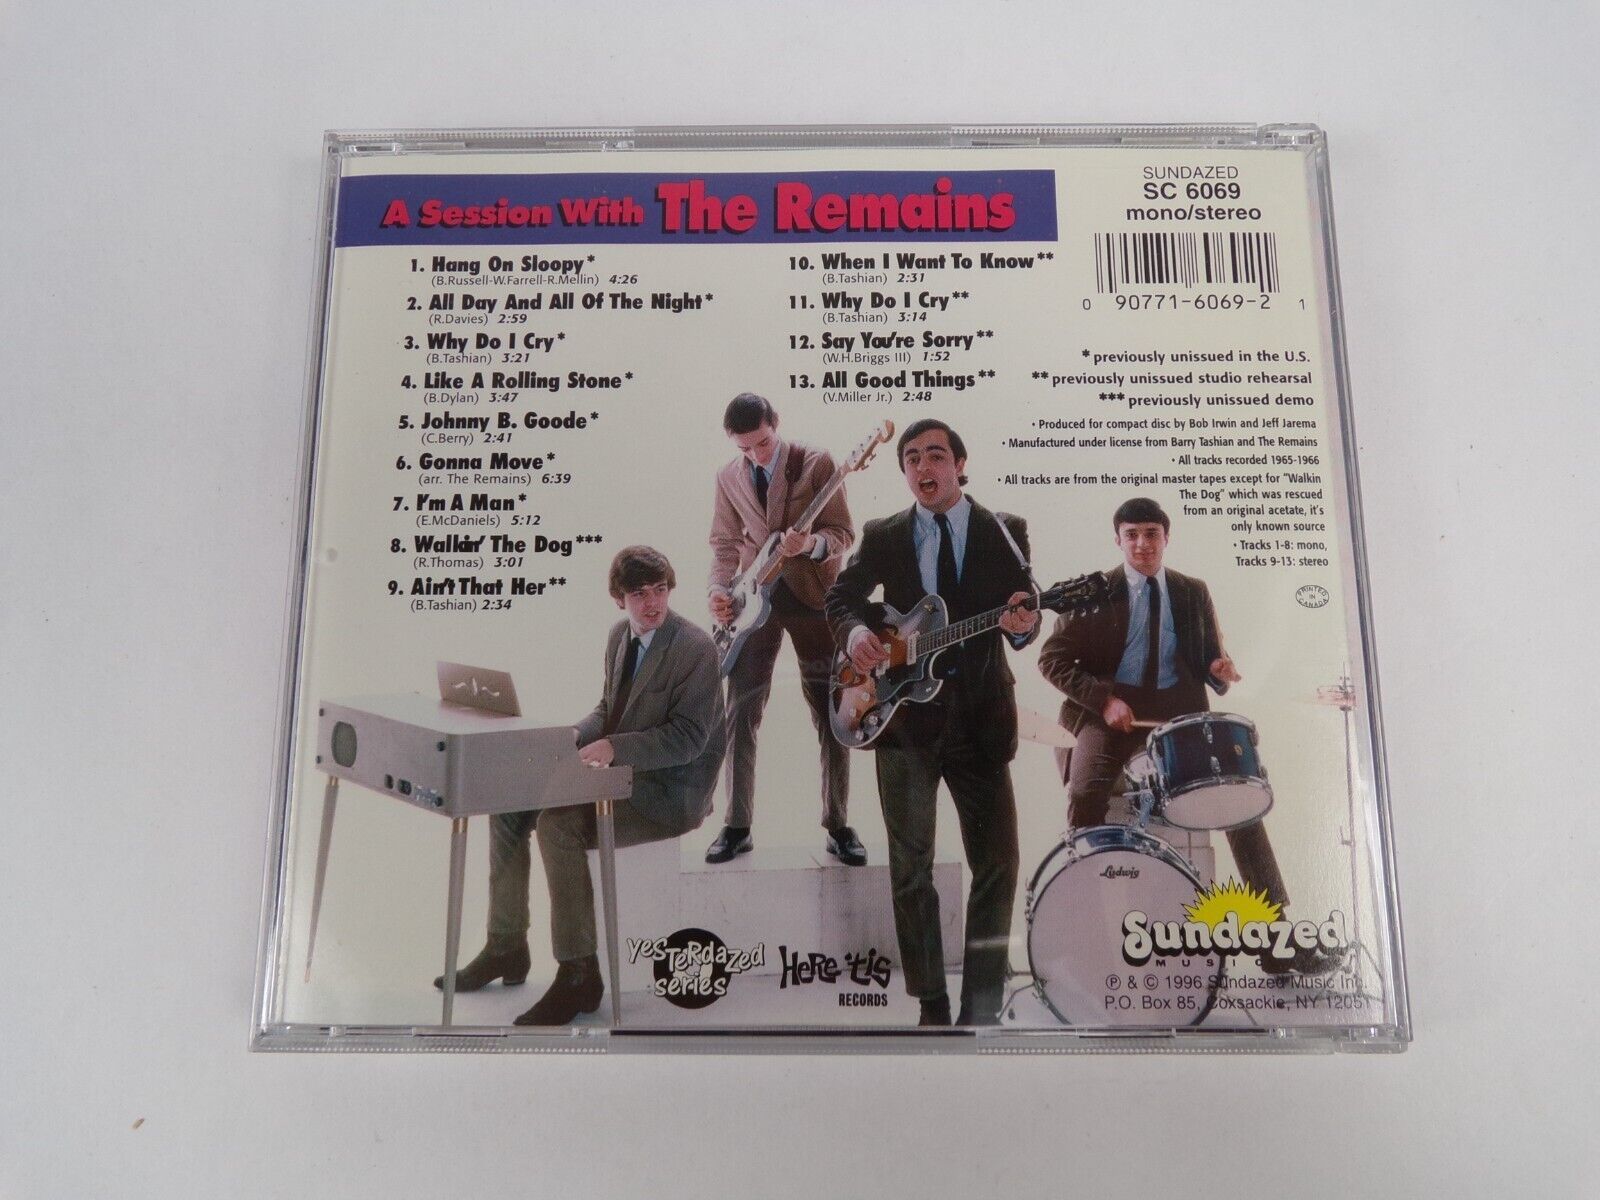 A Session With The Remains
1. Hang On Sloopy*
(B.Russell-W.Farrell-R.Mellin) 4:26
2. All Day And All Of The Night*
(R.Davies) 2:59
3. Why Do I Cry*
(B.Tashian) 3:21
4. Like A Rolling Stone*
(B.Dylan) 3:47
5. Johnny B. Goode*
(C.Berry) 2:41
6. Gonna Move*
(arr. The Remains) 6:39
7. I'm A Man*
(E.McDaniels) 5:12
8. Walkin' The Dog***
(R.Thomas) 3:01
9. Ain't That Her**
(B.Tashian) 2:34
10. When I Want To Know**
(B.Tashian) 2:31
11. Why Do I Cry**
(B.Tashian) 3:14
12. Say You're Sorry**
(W.H.Briggs III) 1:52
13. All Good Things**
(V.Miller Jr.) 2:48
SUNDAZED
SC 6069
mono/stereo
0 90771-6069-2 1
* previously unissued in the U.S.
** previously unissued studio rehearsal
*** previously unissued demo
• Produced for compact disc by Bob Irwin and Jeff Jarema
• Manufactured under license from Barry Tashian and The Remains
• All tracks recorded 1965-1966
• All tracks are from the original master tapes except for "Walkin
The Dog" which was rescued
from an original acetate, it's
only known source
• Tracks 1-8: mono,
Tracks 9-13: stereo
PRINTED
IN
CANADA
Ludwig
Yesterdazed
series
Here 'tis
RECORDS
Sundazed
MUSIC
℗ & © 1996 Sundazed Music Inc.
P.O. Box 85, Coxsackie, NY 12051